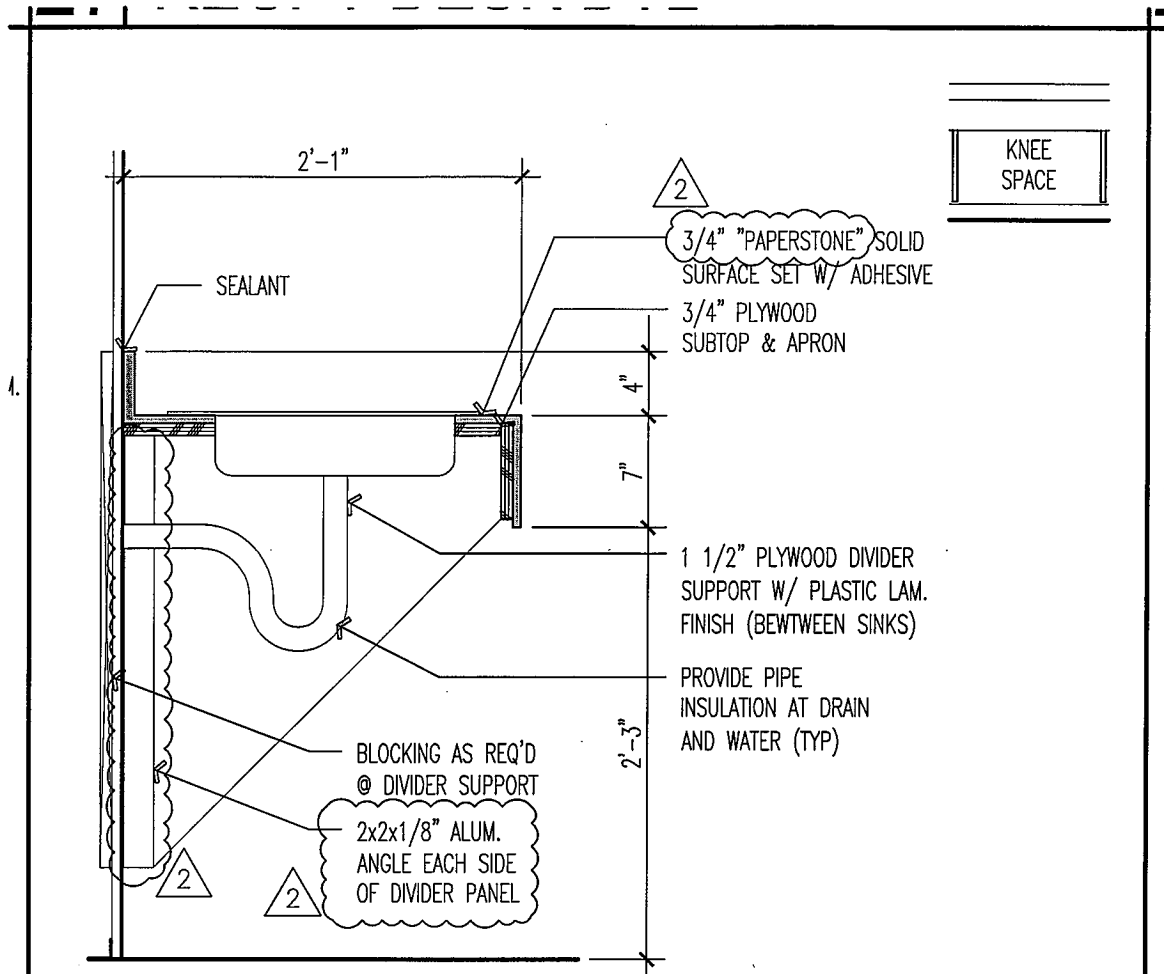 KNEE
SPACE
2'-1"
2
3/4" "PAPERSTONE" SOLID
SURFACE SET W/ ADHESIVE
SEALANT
3/4" PLYWOOD
SUBTOP & APRON
4"
1.
7"
1 1/2" PLYWOOD DIVIDER
SUPPORT W/ PLASTIC LAM.
FINISH (BEWTWEEN SINKS)
PROVIDE PIPE
INSULATION AT DRAIN
AND WATER (TYP)
2'-3"
BLOCKING AS REQ'D
@ DIVIDER SUPPORT
2x2x1/8" ALUM.
ANGLE EACH SIDE
OF DIVIDER PANEL
2
2